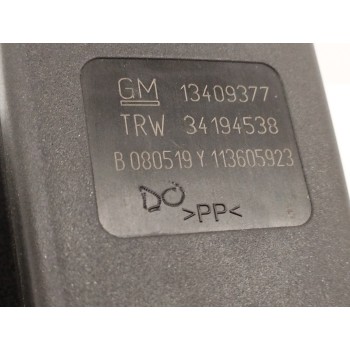 GM 13409377
TRW 34194538
B 080519 Y 113605923
>PP<